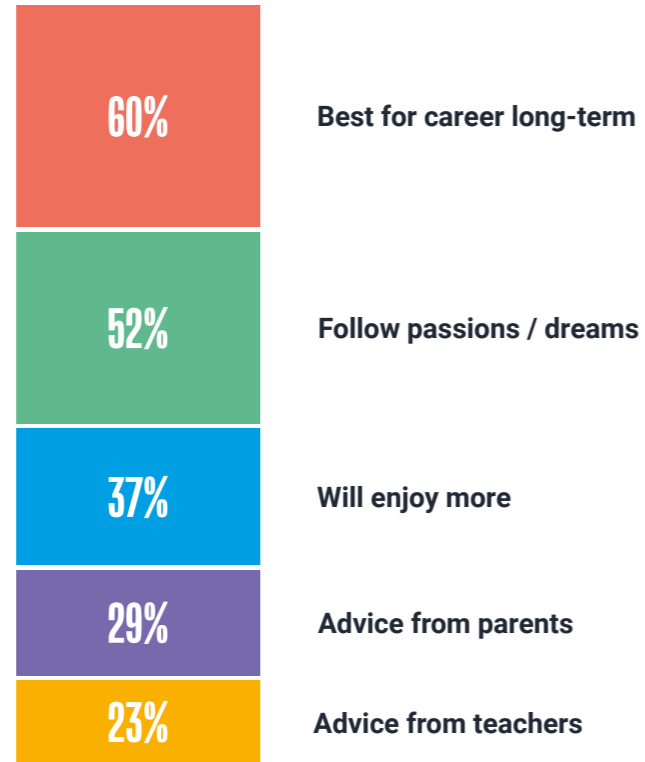 60% Best for career long-term
52% Follow passions / dreams
37% Will enjoy more
29% Advice from parents
23% Advice from teachers